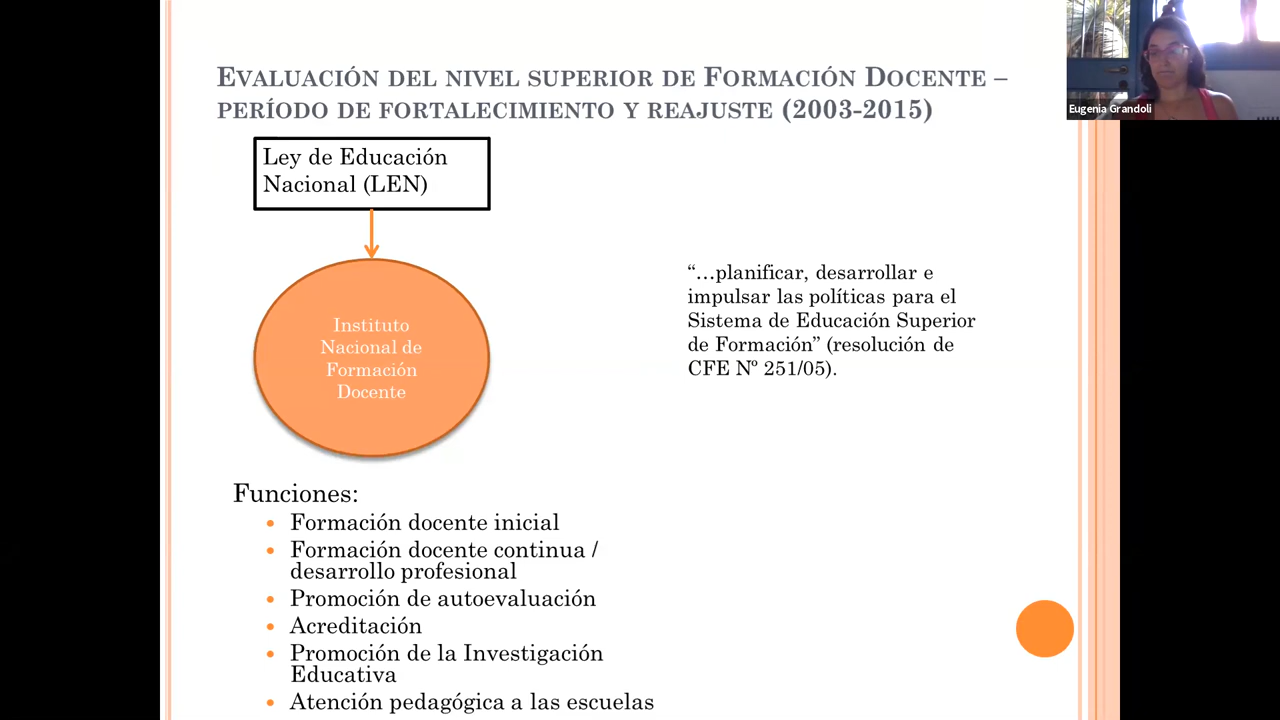 EVALUACIÓN DEL NIVEL SUPERIOR DE FORMACIÓN DOCENTE –
PERÍODO DE FORTALECIMIENTO Y REAJUSTE (2003-2015)
Eugenia Grandoli
Ley de Educación
Nacional (LEN)
Instituto
Nacional de
Formación
Docente
“…planificar, desarrollar e
impulsar las políticas para el
Sistema de Educación Superior
de Formación” (resolución de
CFE Nº 251/05).
Funciones:
• Formación docente inicial
• Formación docente continua /
desarrollo profesional
• Promoción de autoevaluación
• Acreditación
• Promoción de la Investigación
Educativa
• Atención pedagógica a las escuelas